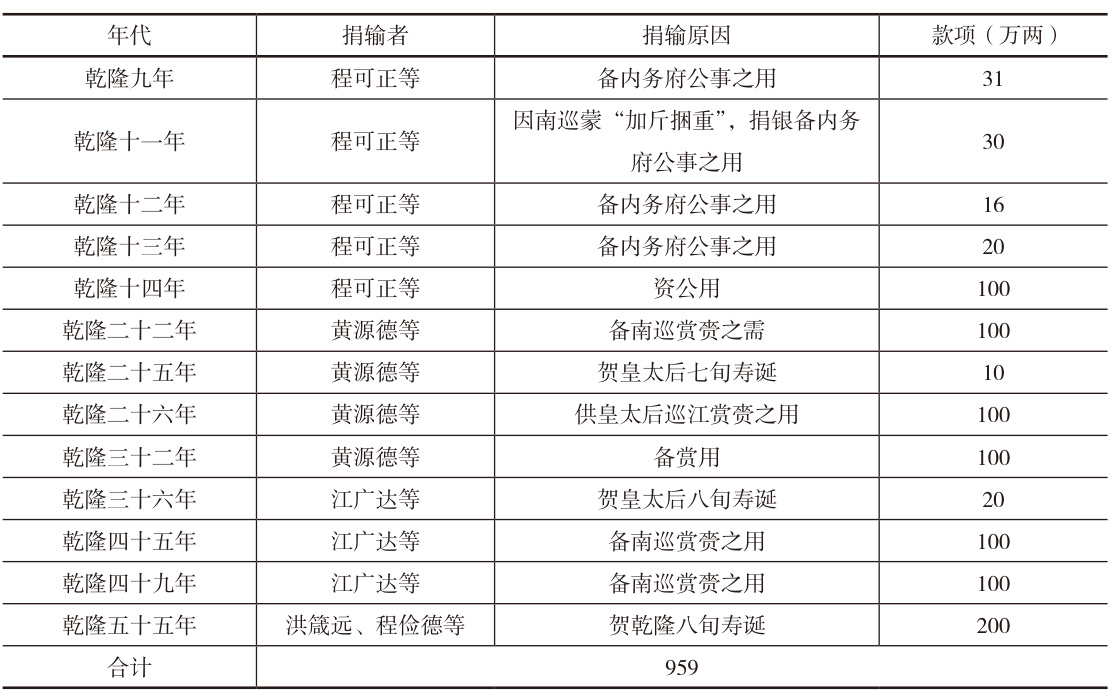 年代 捐输者 捐输原因 款项（万两）
乾隆九年 程可正等 备内务府公事之用 31
乾隆十一年 程可正等 因南巡蒙“加斤捆重”，捐银备内务
府公事之用 30
乾隆十二年 程可正等 备内务府公事之用 16
乾隆十三年 程可正等 备内务府公事之用 20
乾隆十四年 程可正等 资公用 100
乾隆二十二年 黄源德等 备南巡赏赉之需 100
乾隆二十五年 黄源德等 贺皇太后七旬寿诞 10
乾隆二十六年 黄源德等 供皇太后巡江赏赉之用 100
乾隆三十二年 黄源德等 备赏用 100
乾隆三十六年 江广达等 贺皇太后八旬寿诞 20
乾隆四十五年 江广达等 备南巡赏赉之用 100
乾隆四十九年 江广达等 备南巡赏赉之用 100
乾隆五十五年 洪箴远、程俭德等 贺乾隆八旬寿诞 200
合计 959